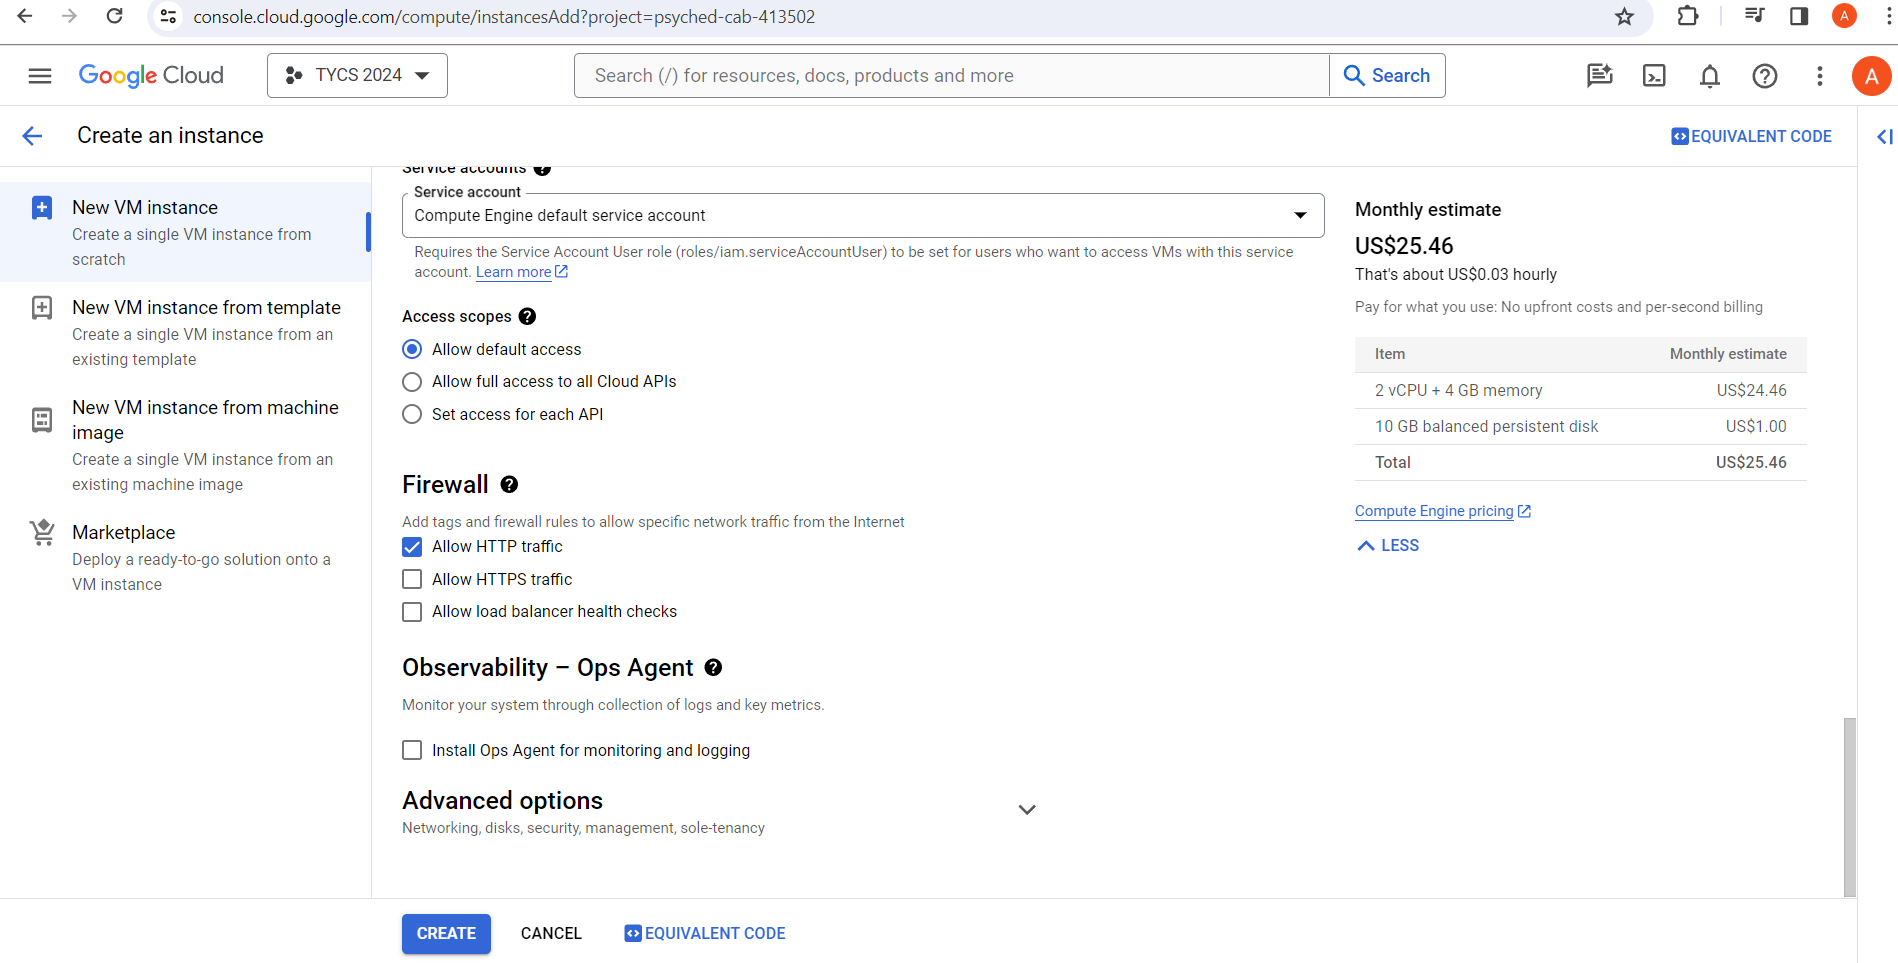 console.cloud.google.com/compute/instancesAdd?project=psyched-cab-413502
A
Google Cloud
TYCS 2024
Search (/) for resources, docs, products and more
Search
A
Create an instance
EQUIVALENT CODE
New VM instance
Create a single VM instance from
scratch
New VM instance from template
Create a single VM instance from an
existing template
New VM instance from machine
image
Create a single VM instance from an
existing machine image
Marketplace
Deploy a ready-to-go solution onto a
VM instance
Service accounts
Service account
Compute Engine default service account
Requires the Service Account User role (roles/iam.serviceAccountUser) to be set for users who want to access VMs with this service
account. Learn more
Access scopes
Allow default access
Allow full access to all Cloud APIs
Set access for each API
Firewall
Add tags and firewall rules to allow specific network traffic from the Internet
Allow HTTP traffic
Allow HTTPS traffic
Allow load balancer health checks
Observability – Ops Agent
Monitor your system through collection of logs and key metrics.
Install Ops Agent for monitoring and logging
Advanced options
Networking, disks, security, management, sole-tenancy
Monthly estimate
US$25.46
That's about US$0.03 hourly
Pay for what you use: No upfront costs and per-second billing
Item Monthly estimate
2 vCPU + 4 GB memory US$24.46
10 GB balanced persistent disk US$1.00
Total US$25.46
Compute Engine pricing
LESS
CREATE CANCEL EQUIVALENT CODE